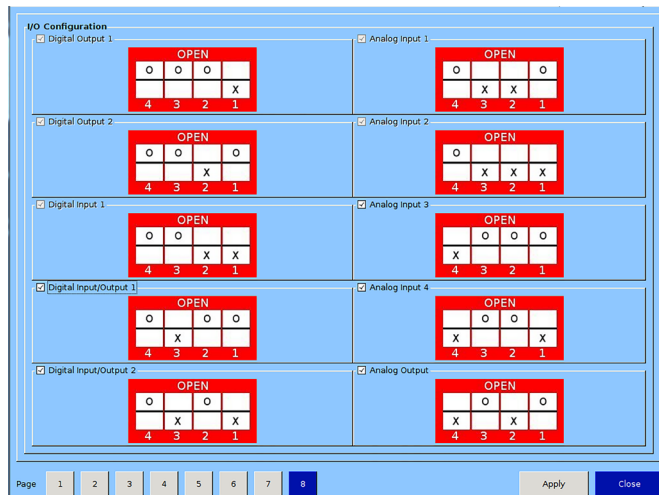 I/O Configuration
Digital Output 1
OPEN
O O O
X
4 3 2 1
Analog Input 1
OPEN
O O
X X
4 3 2 1
Digital Output 2
OPEN
O O O
X
4 3 2 1
Analog Input 2
OPEN
O
X X X
4 3 2 1
Digital Input 1
OPEN
O O
X X
4 3 2 1
Analog Input 3
OPEN
O O O
X
4 3 2 1
Digital Input/Output 1
OPEN
O O O
X
4 3 2 1
Analog Input 4
OPEN
O O
X X
4 3 2 1
Digital Input/Output 2
OPEN
O O
X X
4 3 2 1
Analog Output
OPEN
O O
X X
4 3 2 1
Page 1 2 3 4 5 6 7 8 Apply Close